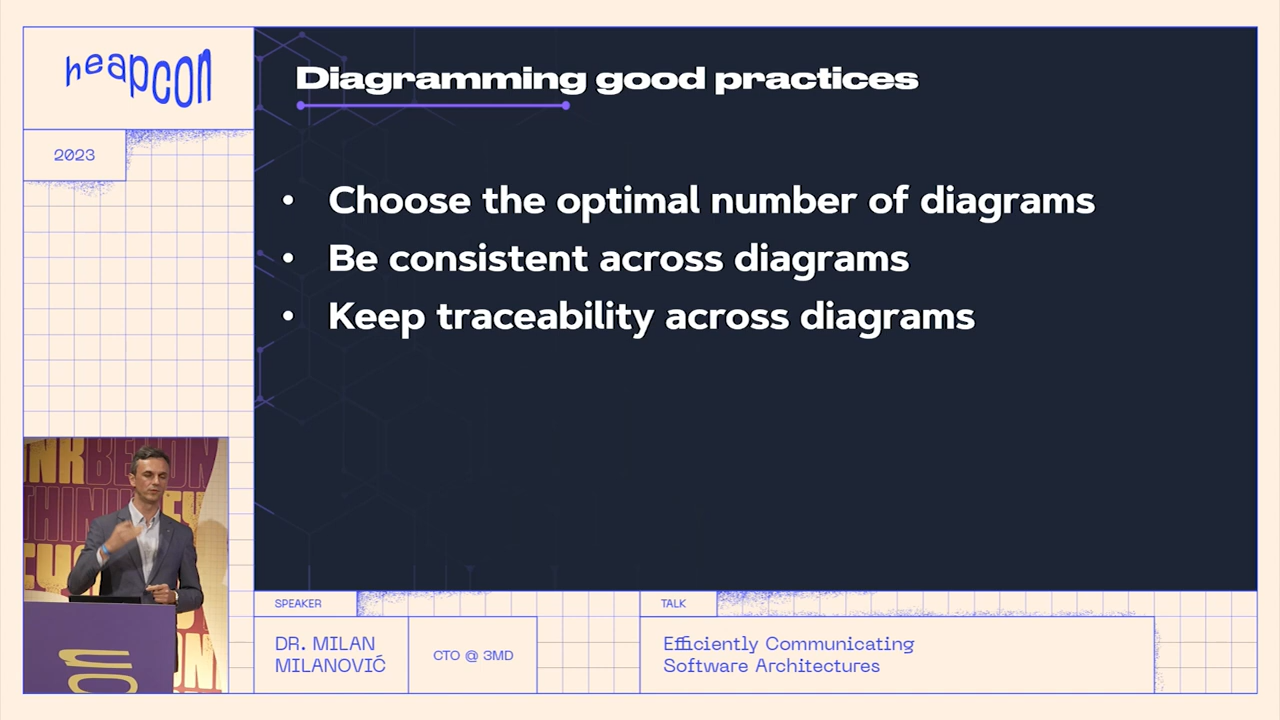 heapcon
2023
Diagramming good practices
• Choose the optimal number of diagrams
• Be consistent across diagrams
• Keep traceability across diagrams
SPEAKER
DR. MILAN
MILANOVIĆ
CTO @ 3MD
TALK
Efficiently Communicating
Software Architectures